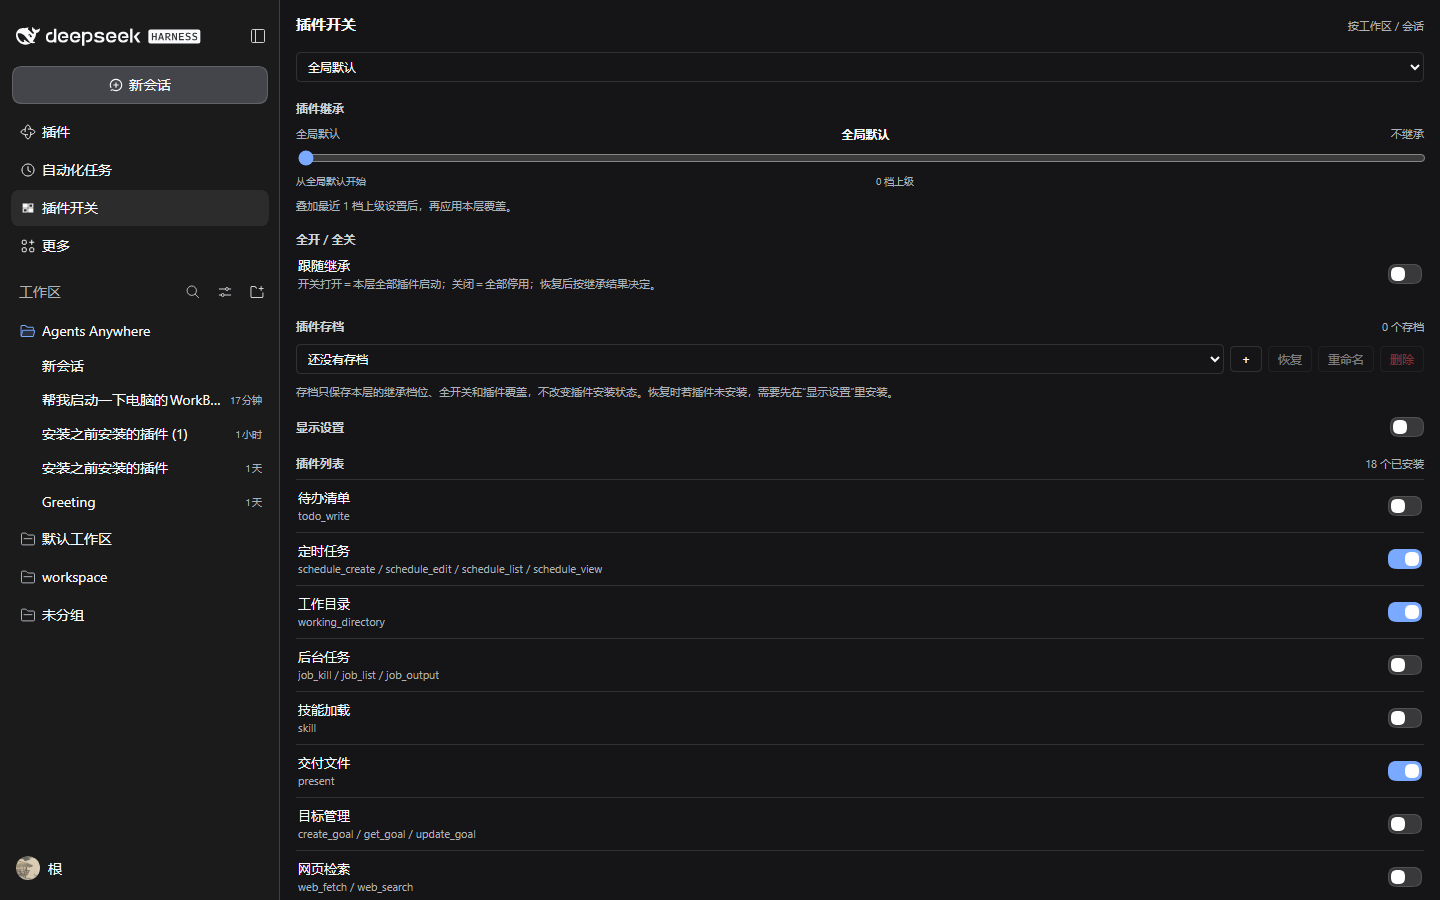 deepseek HARNESS
新会话
插件
自动化任务
插件开关
更多
工作区
Agents Anywhere
新会话
帮我启动一下电脑的 WorkB... 17分钟
安装之前安装的插件 (1) 1小时
安装之前安装的插件 1天
Greeting 1天
默认工作区
workspace
未分组
根
插件开关 按工作区 / 会话
全局默认
插件继承
全局默认 全局默认 不继承
从全局默认开始 0 档上级
叠加最近 1 档上级设置后，再应用本层覆盖。
全开 / 全关
跟随继承
开关打开＝本层全部插件启动；关闭＝全部停用；恢复后按继承结果决定。
插件存档 0 个存档
还没有存档 + 恢复 重命名 删除
存档只保存本层的继承档位、全开关和插件覆盖，不改变插件安装状态。恢复时若插件未安装，需要先在“显示设置”里安装。
显示设置
插件列表 18 个已安装
待办清单
todo_write
定时任务
schedule_create / schedule_edit / schedule_list / schedule_view
工作目录
working_directory
后台任务
job_kill / job_list / job_output
技能加载
skill
交付文件
present
目标管理
create_goal / get_goal / update_goal
网页检索
web_fetch / web_search